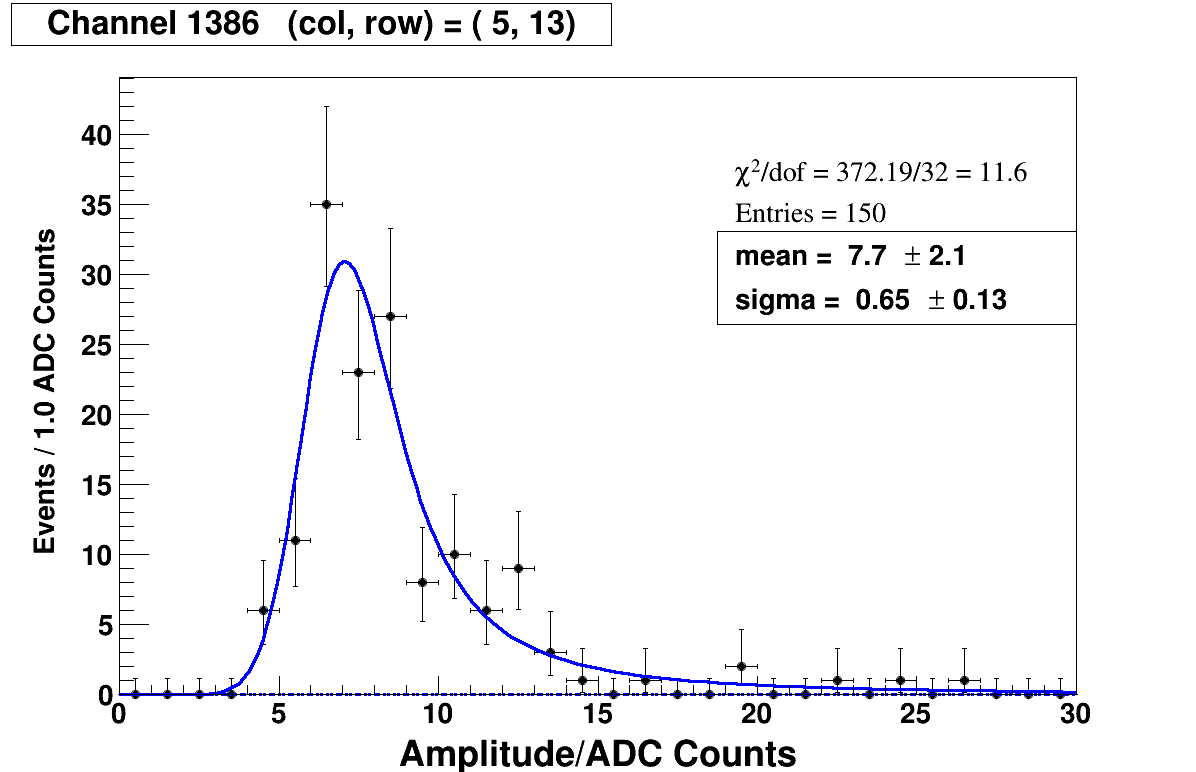 Channel 1386 (col, row) = ( 5, 13)
χ²/dof = 372.19/32 = 11.6
Entries = 150
mean = 7.7 ± 2.1
sigma = 0.65 ± 0.13
Events / 1.0 ADC Counts
40
35
30
25
20
15
10
5
0
0 5 10 15 20 25 30
Amplitude/ADC Counts